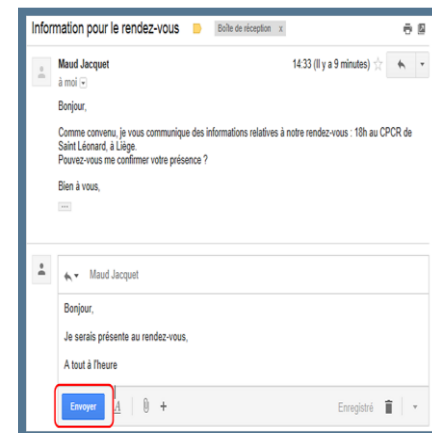 Information pour le rendez-vous
Boîte de réception x
Maud Jacquet
14:33 (Il y a 9 minutes)
à moi
Bonjour,
Comme convenu, je vous communique des informations relatives à notre rendez-vous : 18h au CPCR de
Saint Léonard, à Liège.
Pouvez-vous me confirmer votre présence ?
Bien à vous,
Maud Jacquet
Bonjour,
Je serais présente au rendez-vous,
A tout à l'heure
Envoyer A + Enregistré